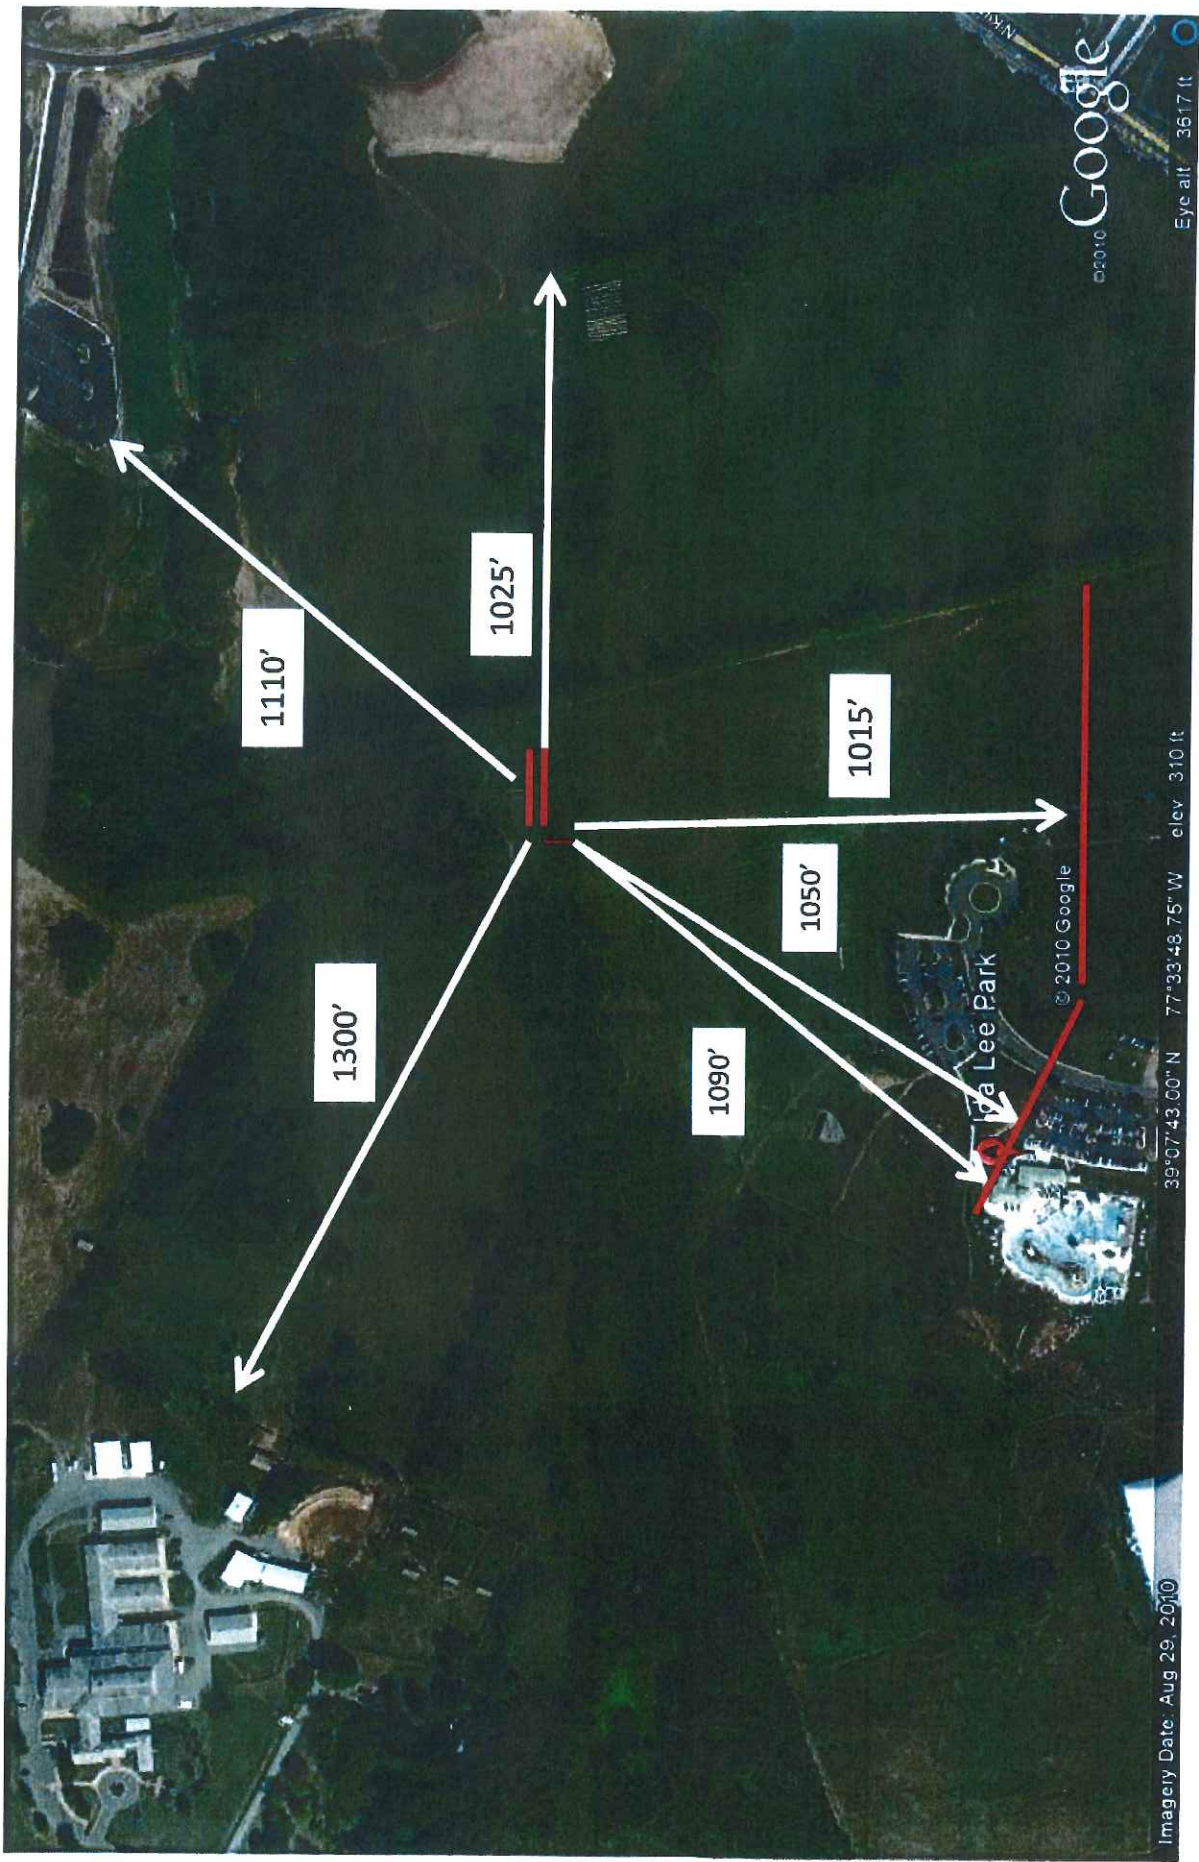 1300'
1110'
1025'
1090'
1050'
1015'
Ida Lee Park
© 2010 Google
©2010 Google
Imagery Date: Aug 29, 2010
39°07'43.00" N 77°33'48.75" W elev 310 ft
Eye alt 3617 ft